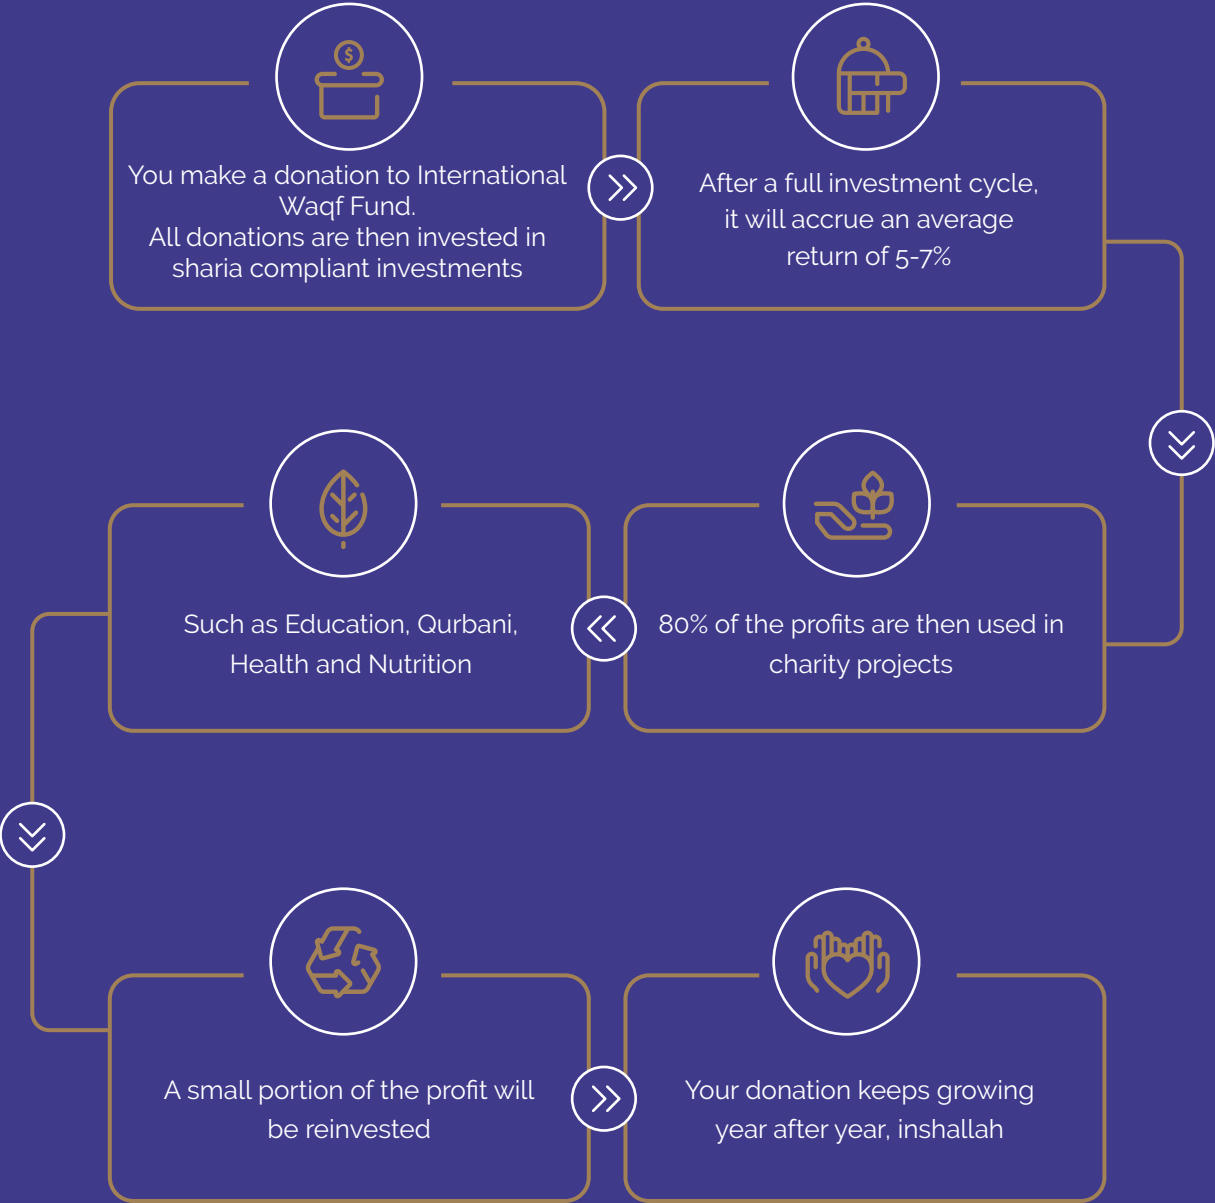 You make a donation to International
Waqf Fund.
All donations are then invested in
sharia compliant investments
After a full investment cycle,
it will accrue an average
return of 5-7%
80% of the profits are then used in
charity projects
Such as Education, Qurbani,
Health and Nutrition
A small portion of the profit will
be reinvested
Your donation keeps growing
year after year, inshallah